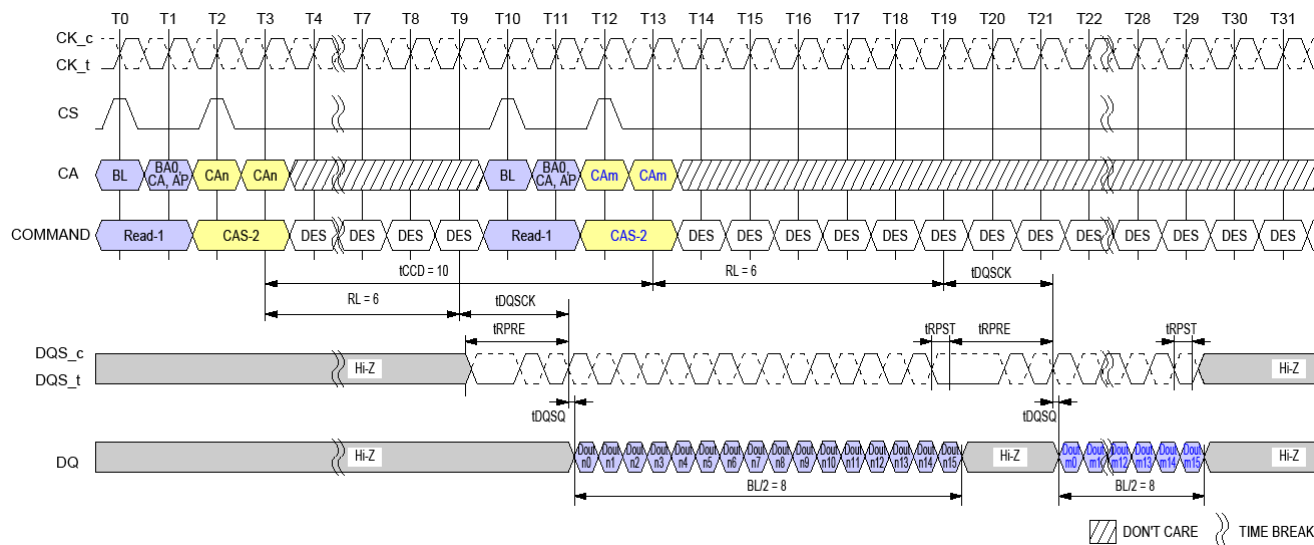 T0 T1 T2 T3 T4 T7 T8 T9 T10 T11 T12 T13 T14 T15 T16 T17 T18 T19 T20 T21 T22 T28 T29 T30 T31
CK_c
CK_t
CS
CA BL BA0, CA, AP CAn CAn BL BA0, CA, AP CAm CAm
COMMAND Read-1 CAS-2 DES DES DES DES Read-1 CAS-2 DES DES DES DES DES DES DES DES DES DES DES DES DES
tCCD = 10 RL = 6 tDQSCK
RL = 6 tDQSCK
tRPRE tRPST tRPRE tRPST
DQS_c
DQS_t
Hi-Z Hi-Z
tDQSQ tDQSQ
DQ Hi-Z Dout n0 Dout n1 Dout n2 Dout n3 Dout n4 Dout n5 Dout n6 Dout n7 Dout n8 Dout n9 Dout n10 Dout n11 Dout n12 Dout n13 Dout n14 Dout n15 Hi-Z Dout m0 Dout m1 Dout m12 Dout m13 Dout m14 Dout m15 Hi-Z
BL/2 = 8 BL/2 = 8
DON'T CARE TIME BREAK